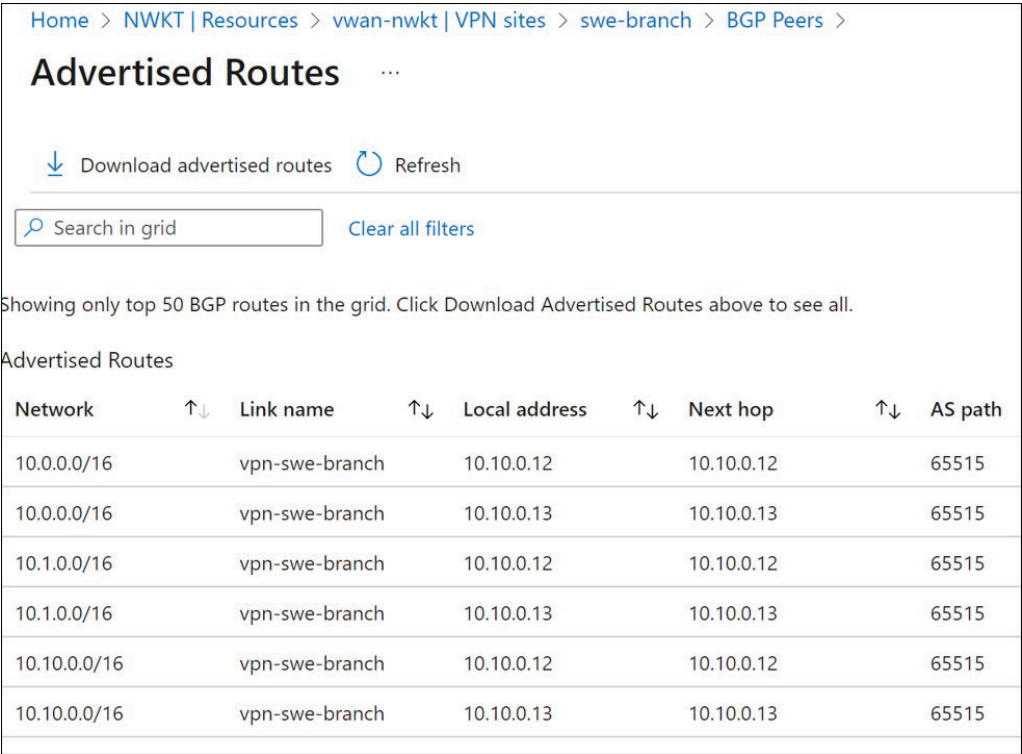 Home > NWKT | Resources > vwan-nwkt | VPN sites > swe-branch > BGP Peers >
Advertised Routes ...
Download advertised routes Refresh
Search in grid Clear all filters
Showing only top 50 BGP routes in the grid. Click Download Advertised Routes above to see all.
Advertised Routes
Network ↑↓ Link name ↑↓ Local address ↑↓ Next hop ↑↓ AS path
10.0.0.0/16 vpn-swe-branch 10.10.0.12 10.10.0.12 65515
10.0.0.0/16 vpn-swe-branch 10.10.0.13 10.10.0.13 65515
10.1.0.0/16 vpn-swe-branch 10.10.0.12 10.10.0.12 65515
10.1.0.0/16 vpn-swe-branch 10.10.0.13 10.10.0.13 65515
10.10.0.0/16 vpn-swe-branch 10.10.0.12 10.10.0.12 65515
10.10.0.0/16 vpn-swe-branch 10.10.0.13 10.10.0.13 65515